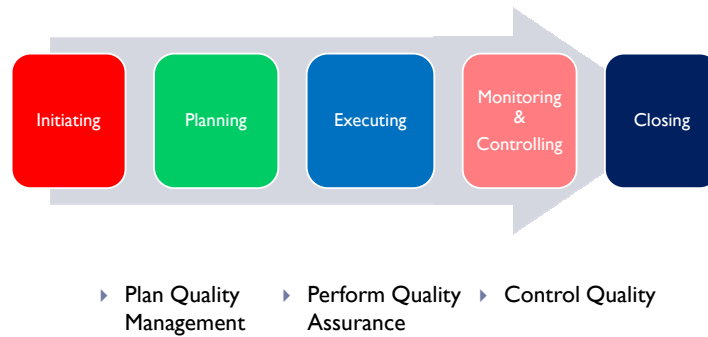 Initiating
Planning
Executing
Monitoring
&
Controlling
Closing
Plan Quality
Management
Perform Quality
Assurance
Control Quality